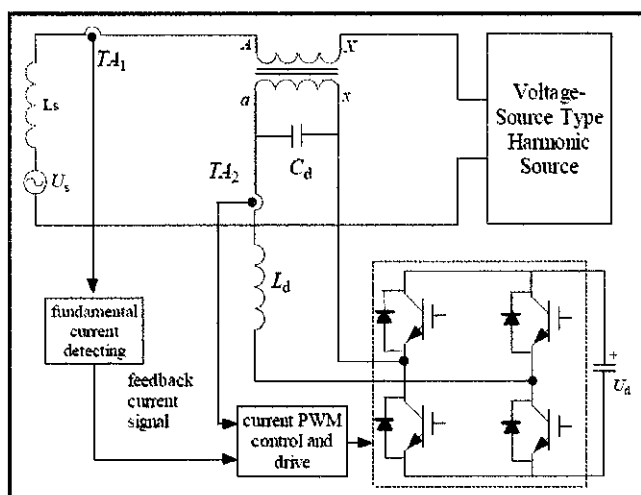 TA1
A
X
Ls
Us
a
x
Cd
TA2
Voltage-
Source Type
Harmonic
Source
Ld
fundamental
current
detecting
feedback
current
signal
current PWM
control and
drive
+
Ud